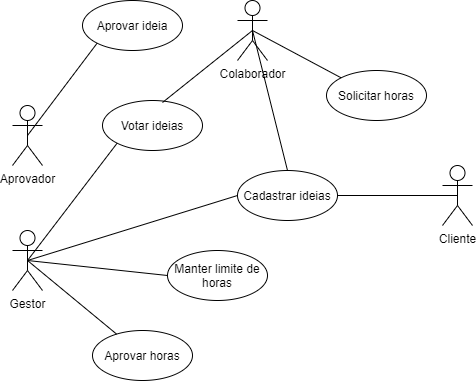 Aprovar ideia
Colaborador
Solicitar horas
Votar ideias
Aprovador
Cadastrar ideias
Cliente
Manter limite de
horas
Gestor
Aprovar horas